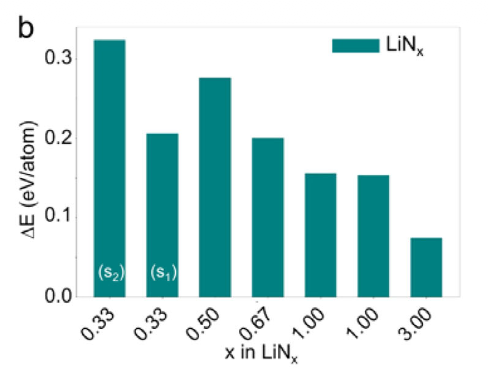 b
LiNₓ
ΔE (eV/atom)
0.3
0.2
0.1
0.0
(s₂) (s₁)
0.33 0.33 0.50 0.67 1.00 1.00 3.00
x in LiNₓ